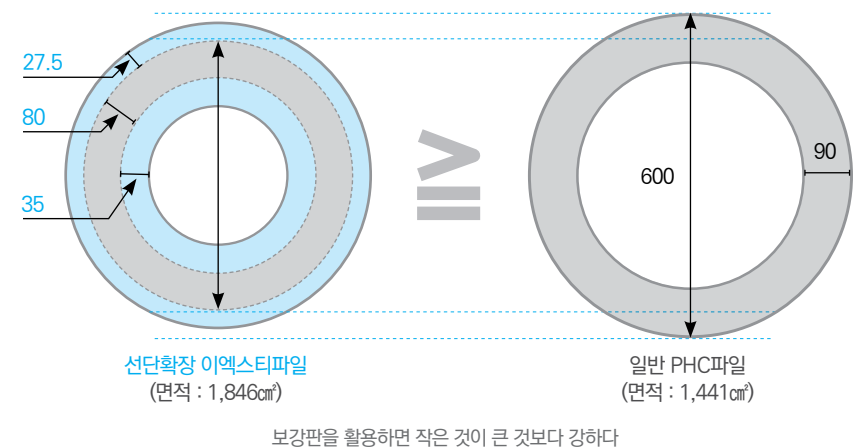 27.5
80
35
≥
600
90
선단확장 이엑스티파일
(면적 : 1,846㎠)
일반 PHC파일
(면적 : 1,441㎠)
보강판을 활용하면 작은 것이 큰 것보다 강하다